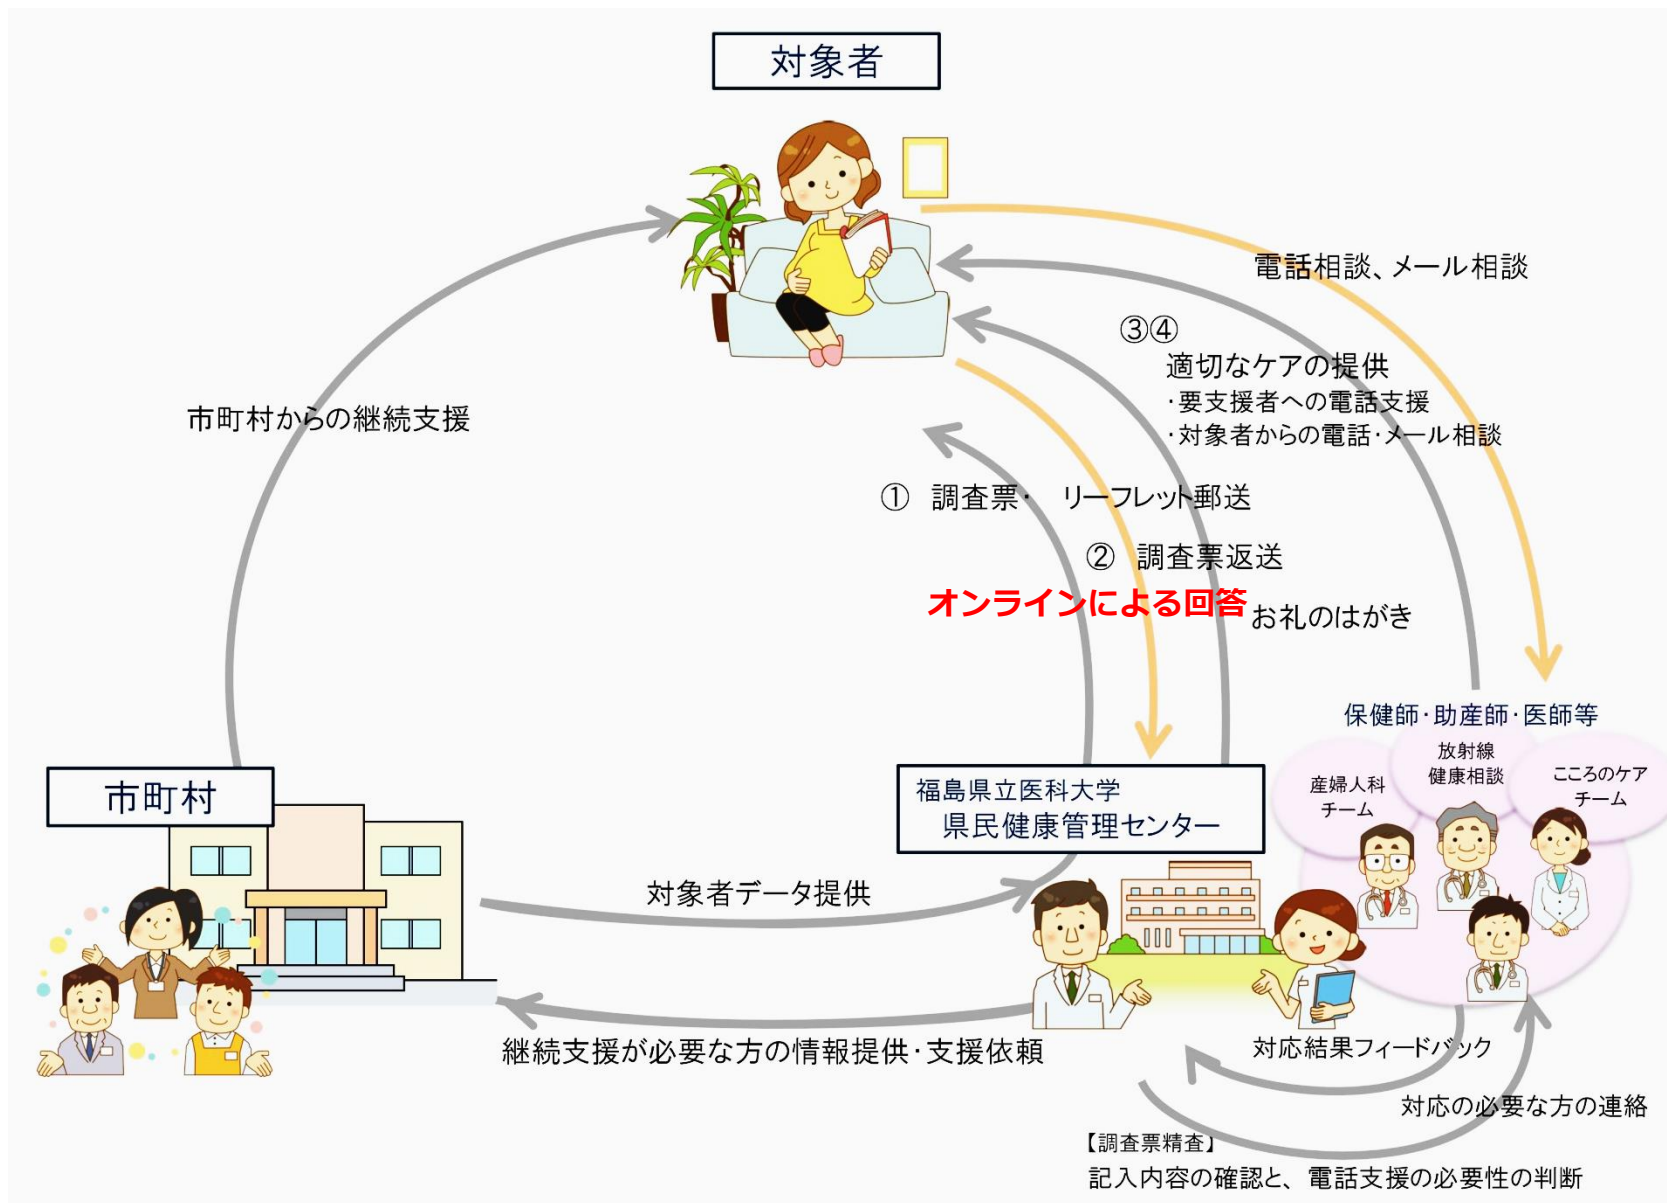 対象者
電話相談、メール相談
③④
適切なケアの提供
・要支援者への電話支援
・対象者からの電話・メール相談
市町村からの継続支援
① 調査票・ リーフレット郵送
② 調査票返送
オンラインによる回答
お礼のはがき
保健師・助産師・医師等
放射線
健康相談
産婦人科
チーム
こころのケア
チーム
市町村
福島県立医科大学
県民健康管理センター
対象者データ提供
継続支援が必要な方の情報提供・支援依頼
対応結果フィードバック
対応の必要な方の連絡
【調査票精査】
記入内容の確認と、電話支援の必要性の判断